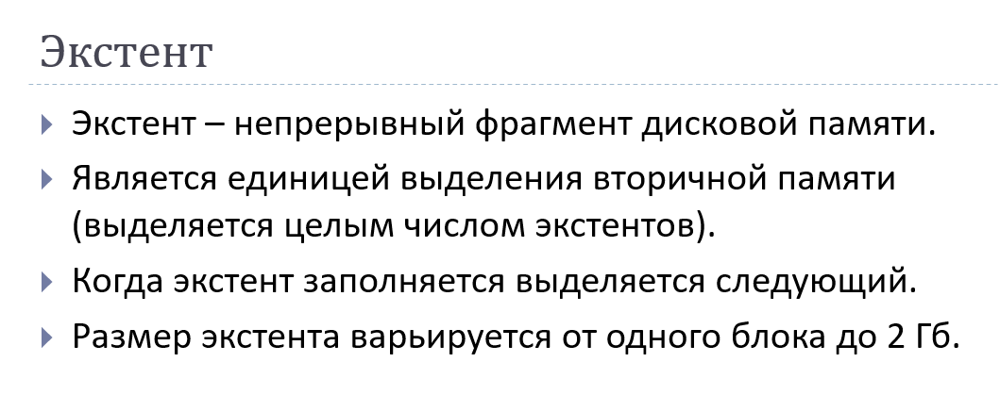 Экстент
Экстент – непрерывный фрагмент дисковой памяти.
Является единицей выделения вторичной памяти
(выделяется целым числом экстентов).
Когда экстент заполняется выделяется следующий.
Размер экстента варьируется от одного блока до 2 Гб.